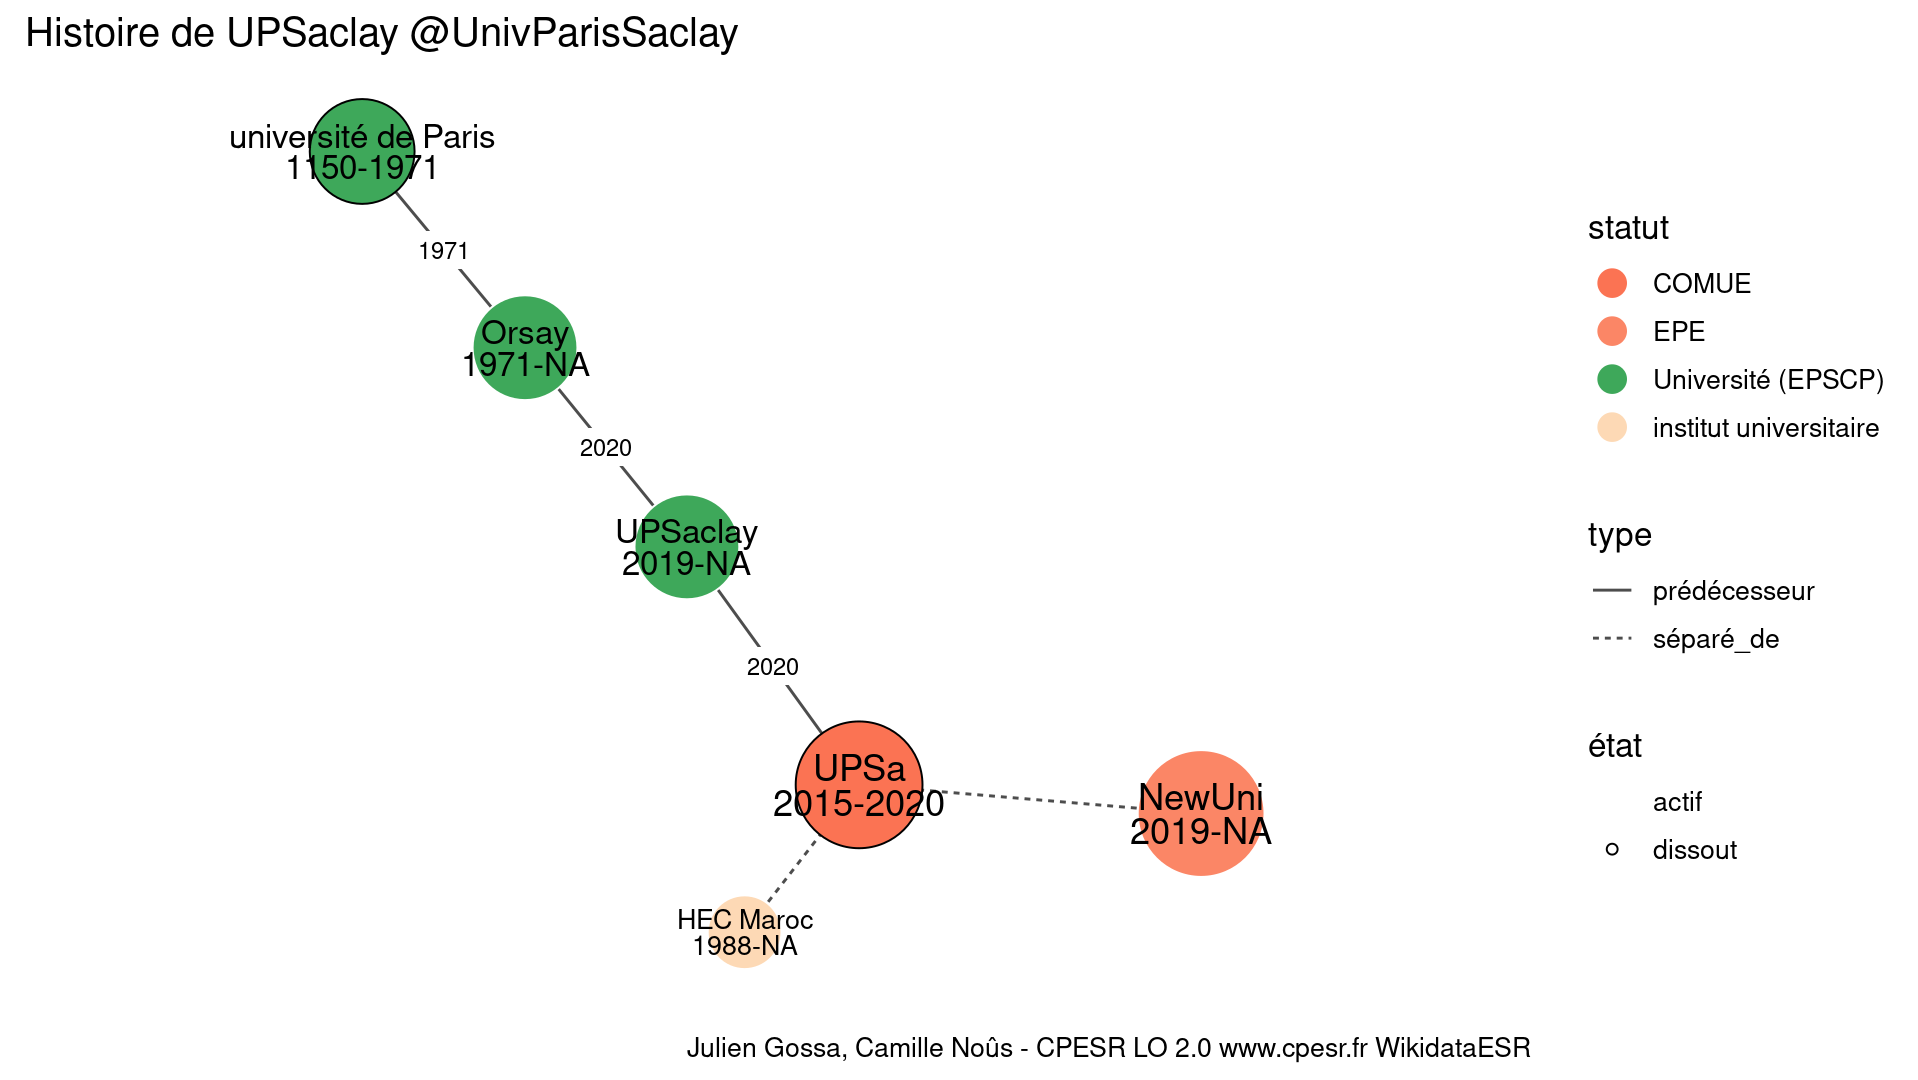 Histoire de UPSaclay @UnivParisSaclay
université de Paris
1150-1971
1971
Orsay
1971-NA
2020
UPSaclay
2019-NA
2020
UPSa
2015-2020
NewUni
2019-NA
HEC Maroc
1988-NA
statut
COMUE
EPE
Université (EPSCP)
institut universitaire
type
prédécesseur
séparé_de
état
actif
dissout
Julien Gossa, Camille Noûs - CPESR LO 2.0 www.cpesr.fr WikidataESR